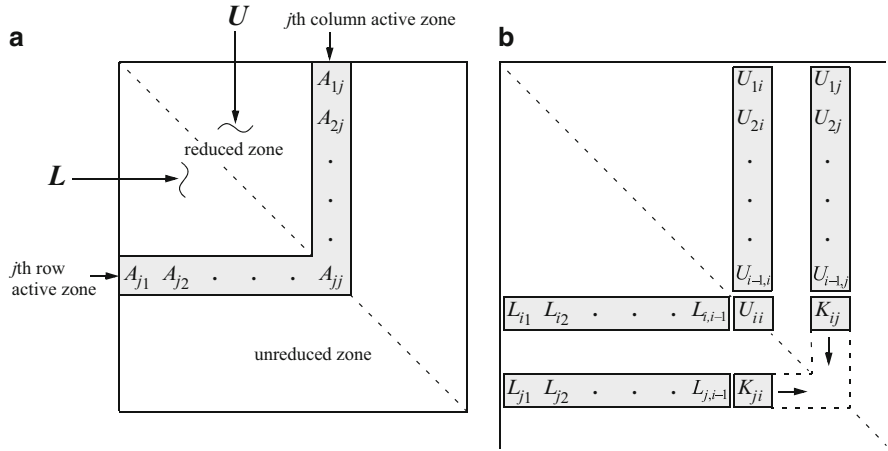 a
U
jth column active zone
A1j
A2j
.
.
.
reduced zone
L
jth row
active zone
Aj1 Aj2 . . . Ajj
unreduced zone
b
U1i U1j
U2i U2j
. .
. .
. .
Ui−1,i Ui−1,j
Li1 Li2 . . . Li,i−1 Uii Kij
Lj1 Lj2 . . . Lj,i−1 Kji